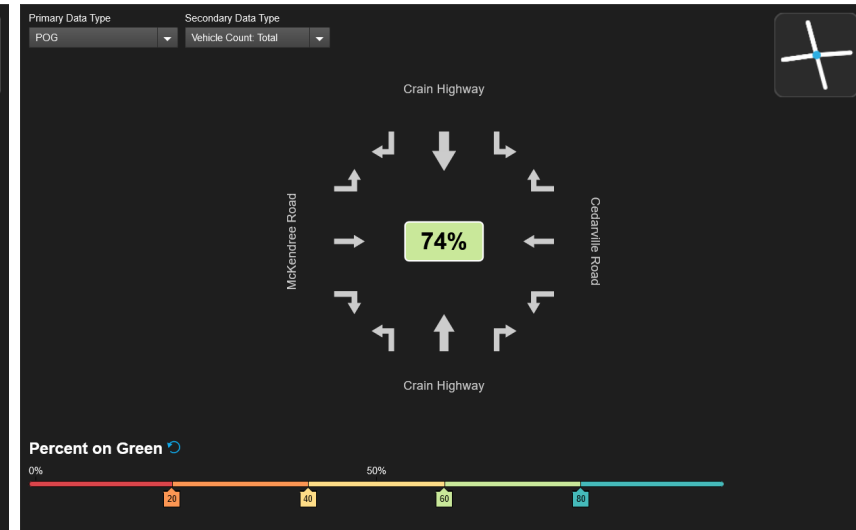 Primary Data Type
Secondary Data Type
POG
Vehicle Count: Total
Crain Highway
McKendree Road
74%
Cedarville Road
Crain Highway
Percent on Green
0%
50%
20
40
60
80